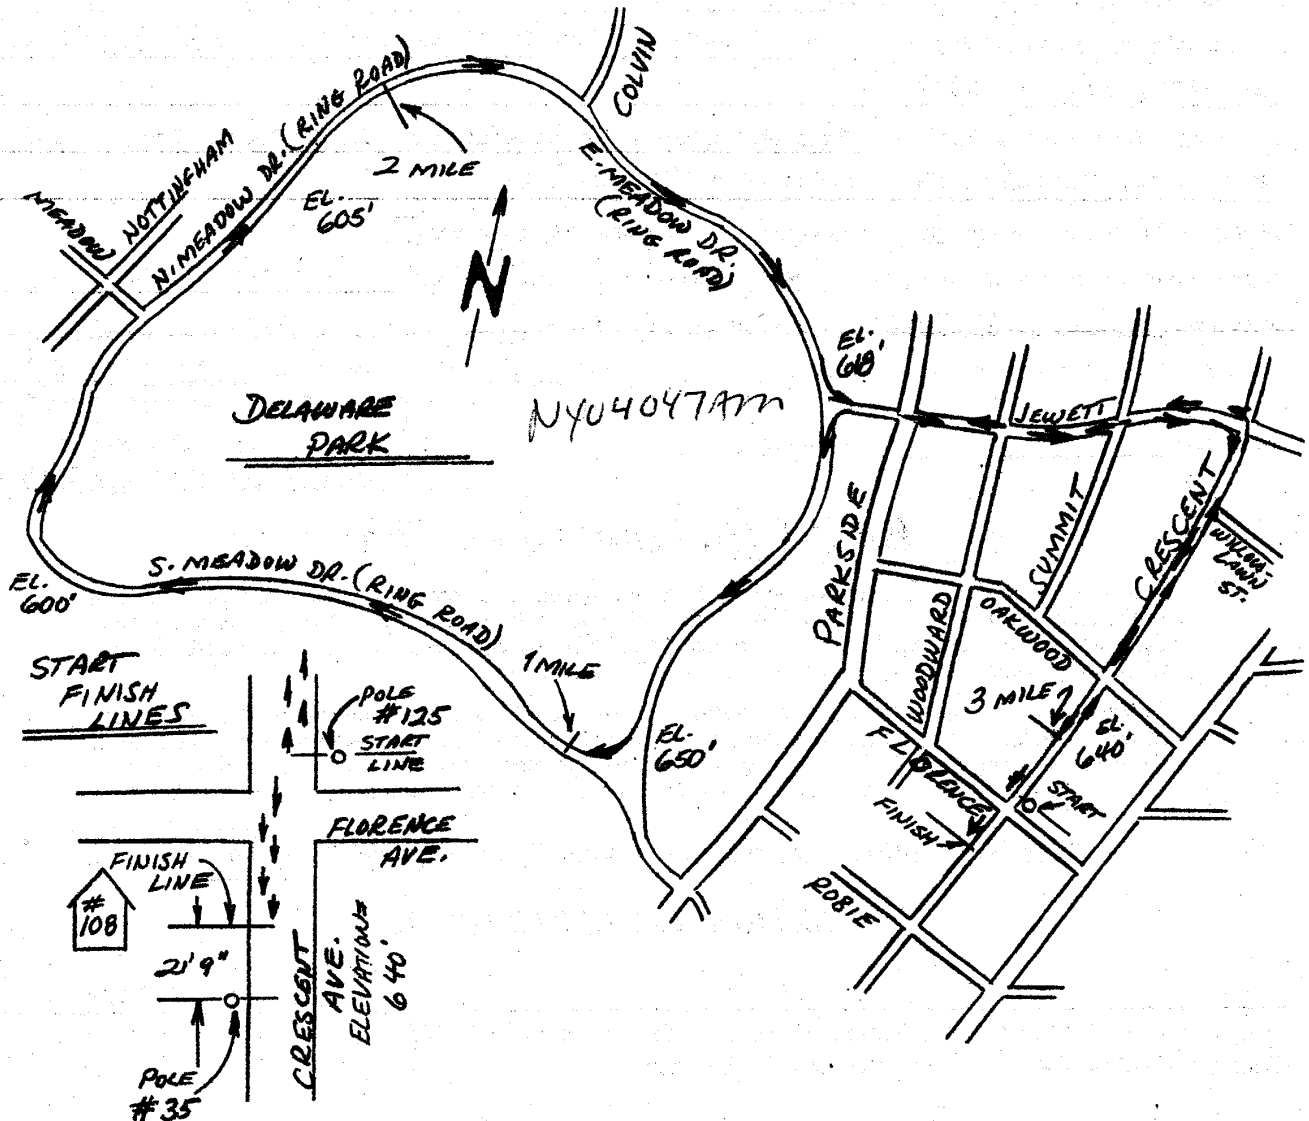 COLVIN
N. MEADOW DR. (RING ROAD)
2 MILE
NOTTINGHAM
MEADOW
EL.
605'
E. MEADOW DR.
(RING ROAD)
N
EL.
618'
DELAWARE
PARK
NY04047AM
JEWETT
PARKSIDE
SUMMIT
CRESCENT
WOODWARD
OAKWOOD
S. MEADOW DR. (RING ROAD)
EL.
600'
1 MILE
EL.
650'
3 MILE
EL.
640'
START
FLORENCE
FINISH
ROBIE
START
FINISH
LINES
POLE
#125
START
LINE
FLORENCE
AVE.
FINISH
LINE
#
108
21' 9"
POLE
#35
CRESCENT
AVE.
ELEVATION=
640'